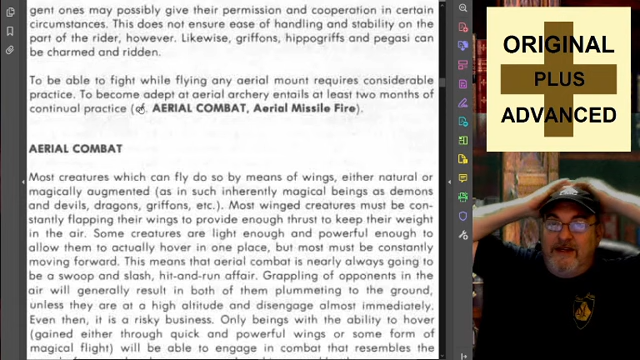 gent ones may possibly give their permission and cooperation in certain
circumstances. This does not ensure ease of handling and stability on the
part of the rider, however. Likewise, griffons, hippogriffs and pegasi can
be charmed and ridden.
To be able to fight while flying any aerial mount requires considerable
practice. To become adept at aerial archery entails at least two months of
continual practice (cf. AERIAL COMBAT, Aerial Missile Fire).
AERIAL COMBAT
Most creatures which can fly do so by means of wings, either natural or
magically augmented (as in such inherently magical beings as demons
and devils, dragons, griffons, etc.). Most winged creatures must be con-
stantly flapping their wings to provide enough thrust to keep their weight
in the air. Some creatures are light enough and powerful enough to
allow them to actually hover in one place, but most must be constantly
moving forward. This means that aerial combat is nearly always going to
be a swoop and slash, hit-and-run affair. Grappling of opponents in the
air will generally result in both of them plummeting to the ground,
unless they are at a high altitude and disengage almost immediately.
Even then, it is a risky business. Only beings with the ability to hover
(gained either through quick and powerful wings or some form of
magical flight) will be able to engage in combat that resembles the
ORIGINAL
PLUS
ADVANCED